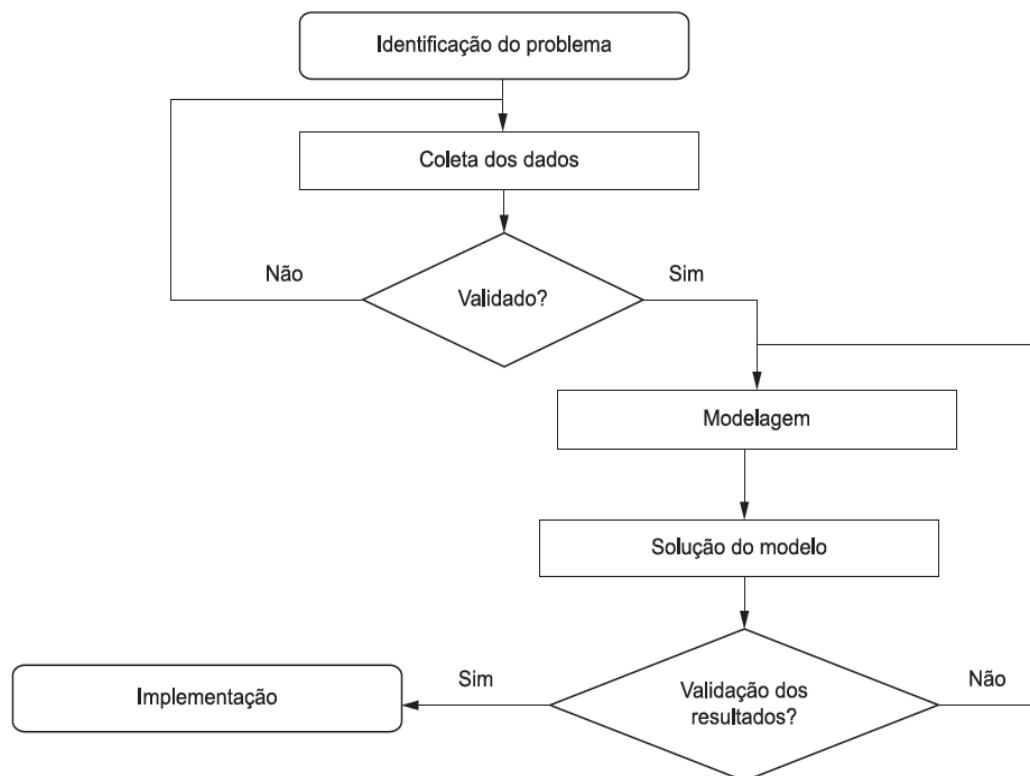 Identificação do problema
Coleta dos dados
Não
Sim
Validado?
Modelagem
Solução do modelo
Sim
Não
Implementação
Validação dos
resultados?